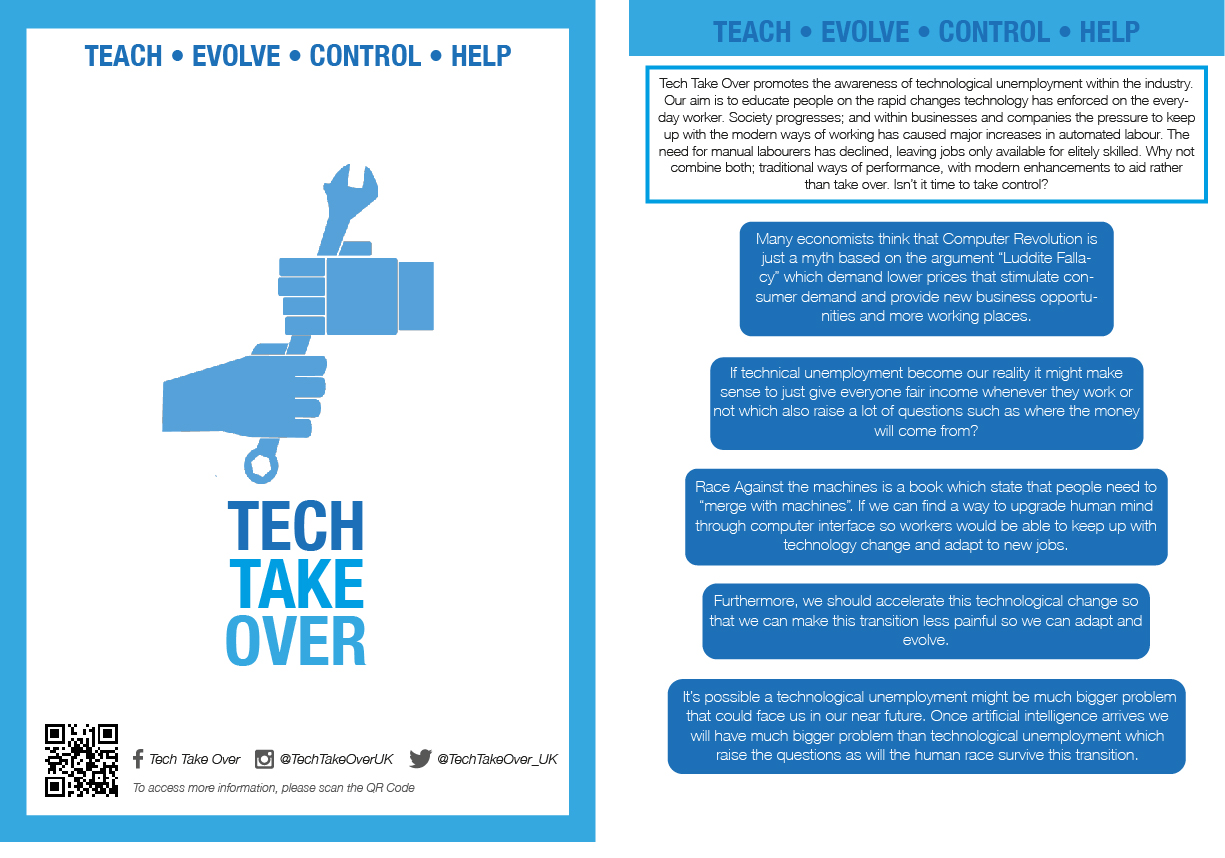 TEACH • EVOLVE • CONTROL • HELP
TECH
TAKE
OVER
Tech Take Over @TechTakeOverUK @TechTakeOver_UK
To access more information, please scan the QR Code
TEACH • EVOLVE • CONTROL • HELP
Tech Take Over promotes the awareness of technological unemployment within the industry.
Our aim is to educate people on the rapid changes technology has enforced on the every-
day worker. Society progresses; and within businesses and companies the pressure to keep
up with the modern ways of working has caused major increases in automated labour. The
need for manual labourers has declined, leaving jobs only available for elitely skilled. Why not
combine both; traditional ways of performance, with modern enhancements to aid rather
than take over. Isn't it time to take control?
Many economists think that Computer Revolution is
just a myth based on the argument “Luddite Falla-
cy” which demand lower prices that stimulate con-
sumer demand and provide new business opportu-
nities and more working places.
If technical unemployment become our reality it might make
sense to just give everyone fair income whenever they work or
not which also raise a lot of questions such as where the money
will come from?
Race Against the machines is a book which state that people need to
“merge with machines”. If we can find a way to upgrade human mind
through computer interface so workers would be able to keep up with
technology change and adapt to new jobs.
Furthermore, we should accelerate this technological change so
that we can make this transition less painful so we can adapt and
evolve.
It's possible a technological unemployment might be much bigger problem
that could face us in our near future. Once artificial intelligence arrives we
will have much bigger problem than technological unemployment which
raise the questions as will the human race survive this transition.